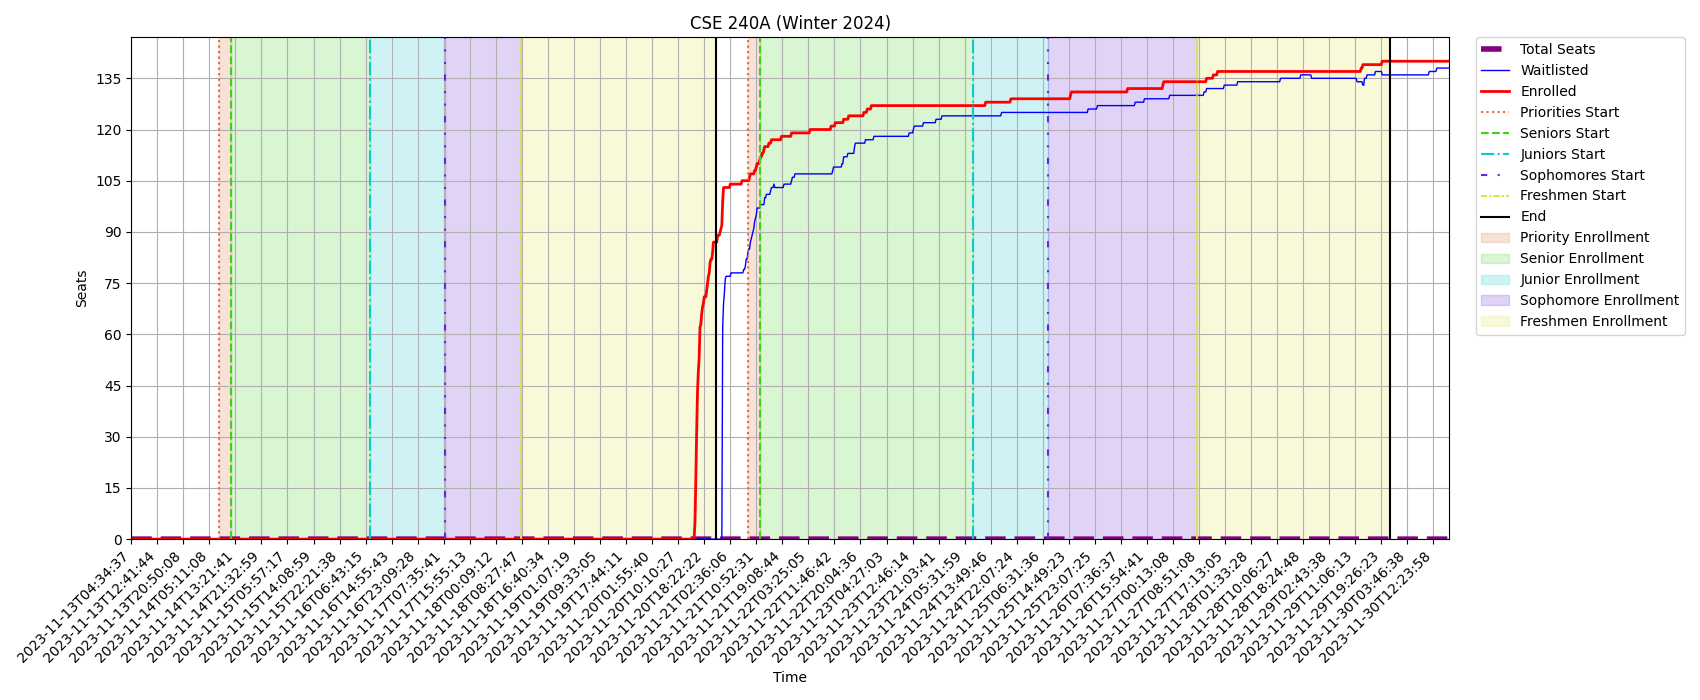 CSE 240A (Winter 2024)
Total Seats
Waitlisted
Enrolled
Priorities Start
Seniors Start
Juniors Start
Sophomores Start
Freshmen Start
End
Priority Enrollment
Senior Enrollment
Junior Enrollment
Sophomore Enrollment
Freshmen Enrollment
Seats
135
120
105
90
75
60
45
30
15
0
2023-11-13T04:34:37
2023-11-13T12:41:44
2023-11-13T20:50:08
2023-11-14T05:11:08
2023-11-14T13:21:41
2023-11-14T21:32:59
2023-11-15T05:57:17
2023-11-15T14:08:59
2023-11-15T22:21:38
2023-11-16T06:43:15
2023-11-16T14:55:43
2023-11-16T23:09:28
2023-11-17T07:35:41
2023-11-17T15:55:13
2023-11-18T00:09:12
2023-11-18T08:27:47
2023-11-18T16:40:34
2023-11-19T01:07:19
2023-11-19T09:33:05
2023-11-19T17:44:11
2023-11-20T01:55:40
2023-11-20T10:10:27
2023-11-20T18:22:22
2023-11-21T02:36:06
2023-11-21T10:52:31
2023-11-21T19:08:44
2023-11-22T03:25:05
2023-11-22T11:46:42
2023-11-22T20:04:36
2023-11-23T04:27:03
2023-11-23T12:46:14
2023-11-23T21:03:41
2023-11-24T05:31:59
2023-11-24T13:49:46
2023-11-24T22:07:24
2023-11-25T06:31:36
2023-11-25T14:49:23
2023-11-25T23:07:25
2023-11-26T07:36:37
2023-11-26T15:54:41
2023-11-27T00:13:08
2023-11-27T08:51:08
2023-11-27T17:13:05
2023-11-28T01:33:28
2023-11-28T10:06:27
2023-11-28T18:24:48
2023-11-29T02:43:38
2023-11-29T11:06:13
2023-11-29T19:26:23
2023-11-30T03:46:38
2023-11-30T12:23:58
Time